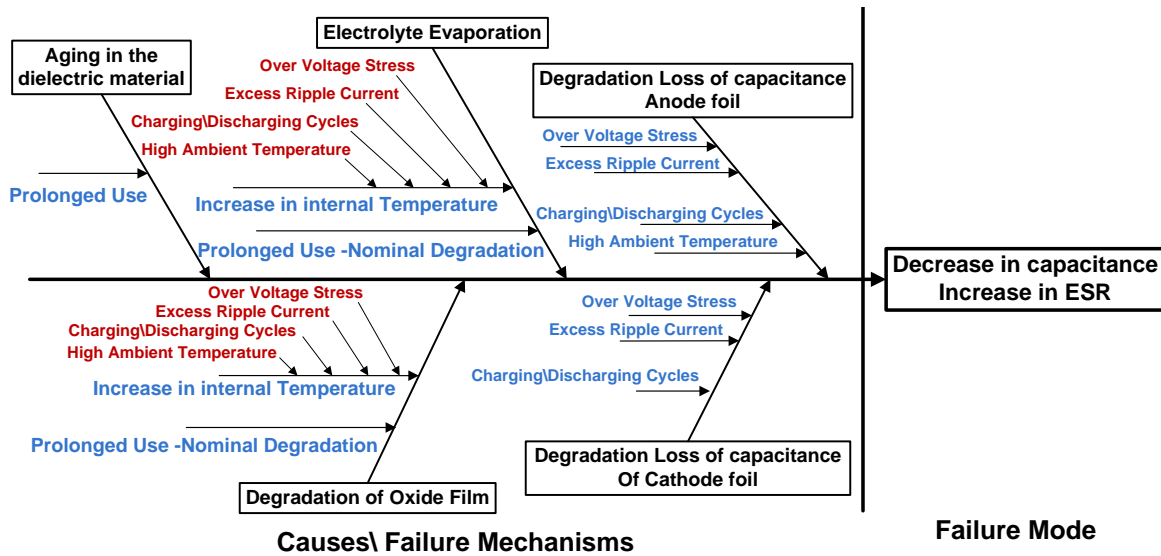 Aging in the
dielectric material
Prolonged Use
Electrolyte Evaporation
Over Voltage Stress
Excess Ripple Current
Charging\Discharging Cycles
High Ambient Temperature
Increase in internal Temperature
Prolonged Use -Nominal Degradation
Degradation Loss of capacitance
Anode foil
Over Voltage Stress
Excess Ripple Current
Charging\Discharging Cycles
High Ambient Temperature
Decrease in capacitance
Increase in ESR
Over Voltage Stress
Excess Ripple Current
Charging\Discharging Cycles
High Ambient Temperature
Increase in internal Temperature
Prolonged Use -Nominal Degradation
Degradation of Oxide Film
Over Voltage Stress
Excess Ripple Current
Charging\Discharging Cycles
Degradation Loss of capacitance
Of Cathode foil
Causes\ Failure Mechanisms
Failure Mode